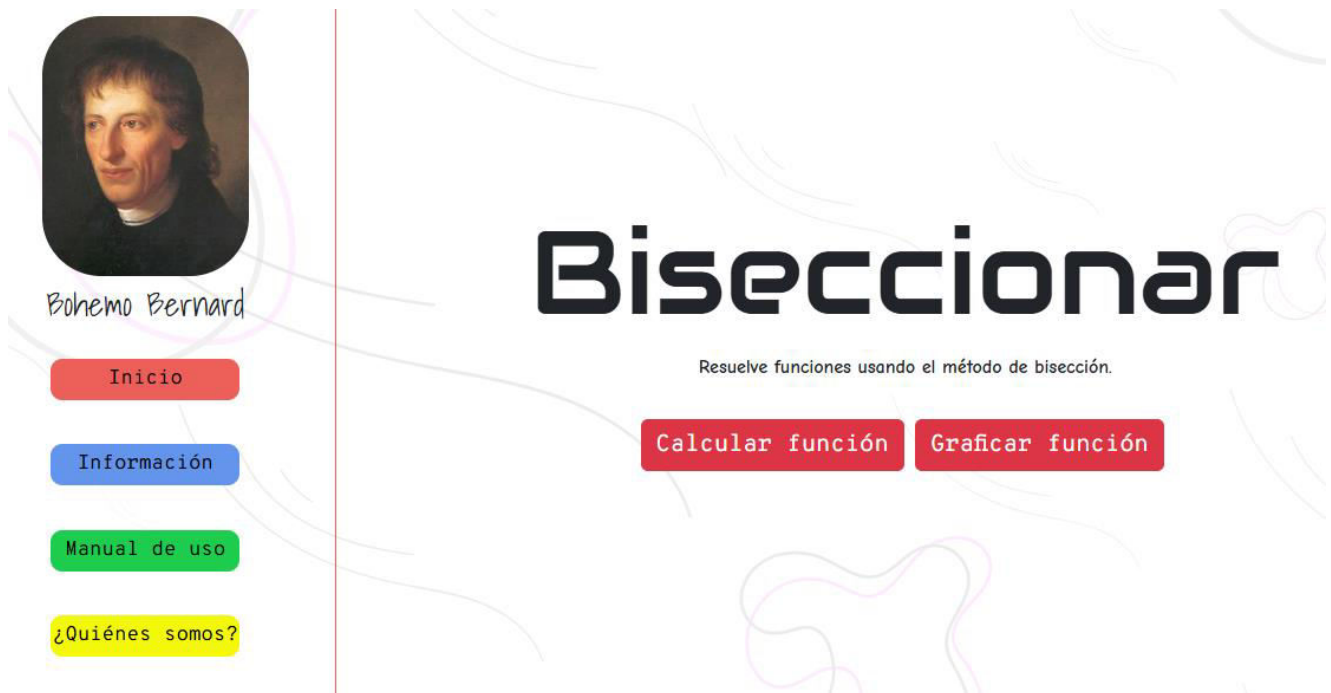 Bohemo Bernard
Inicio
Información
Manual de uso
¿Quiénes somos?
Biseccionar
Resuelve funciones usando el método de bisección.
Calcular función
Graficar función